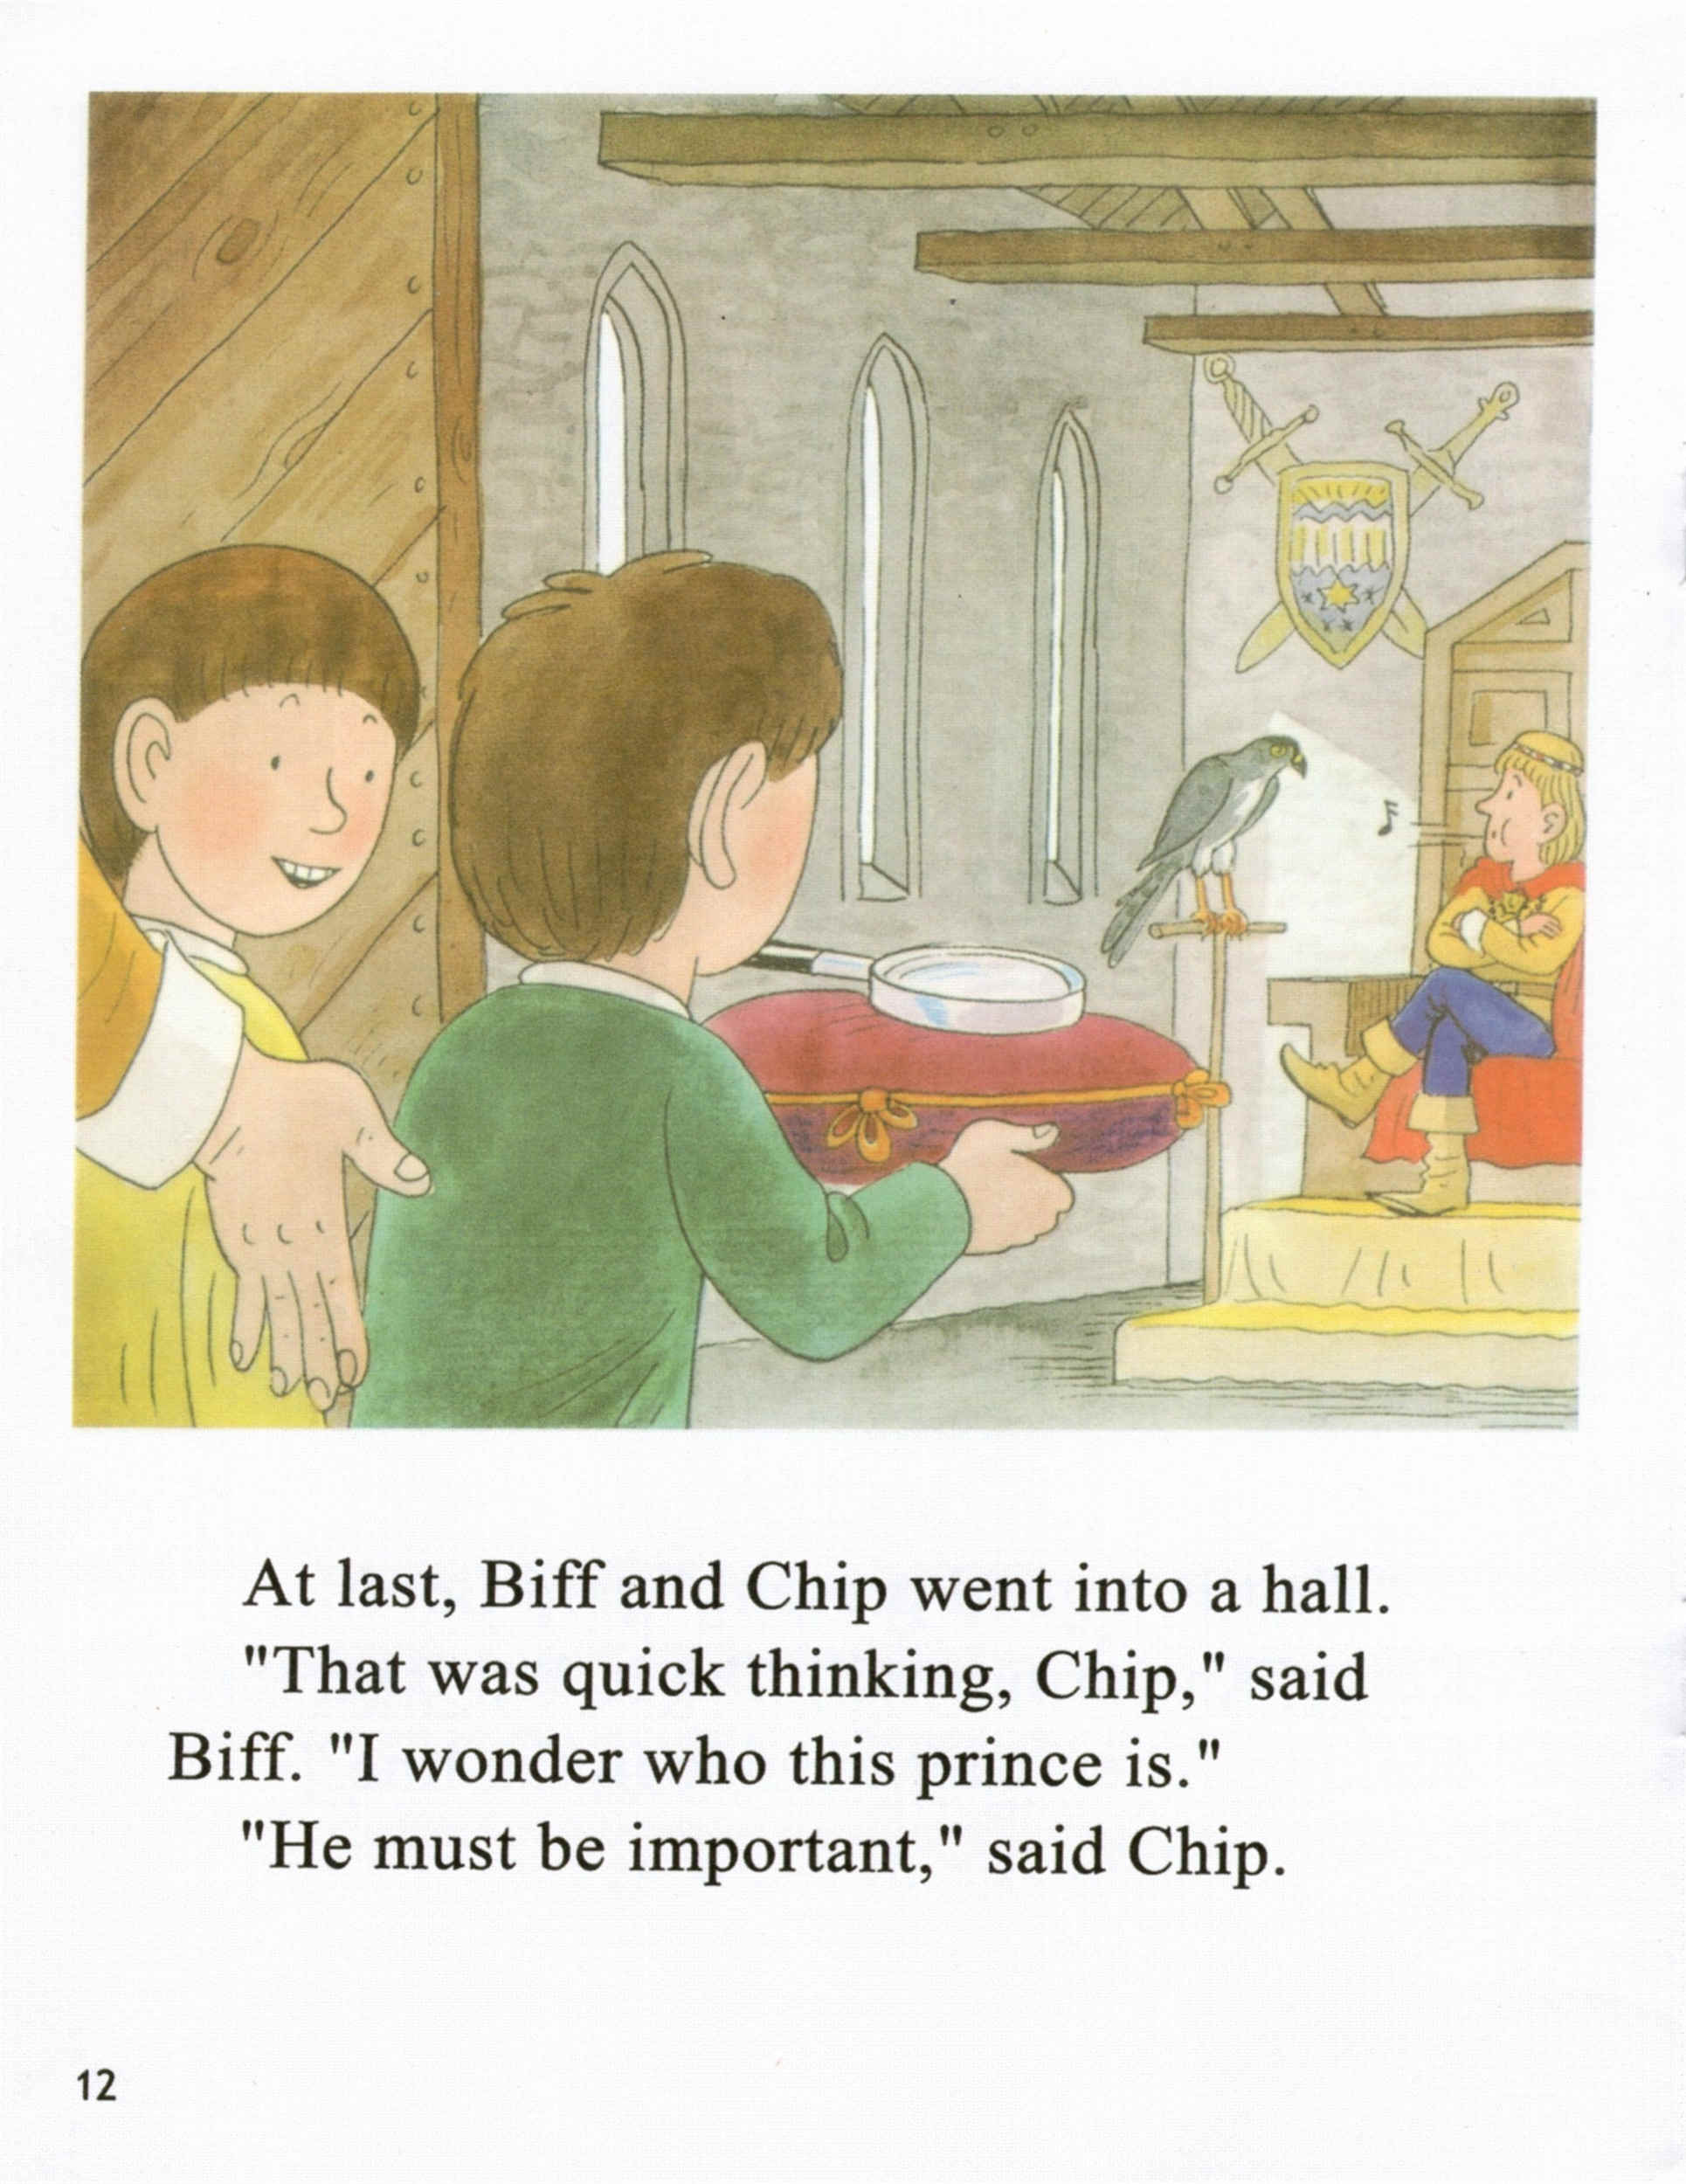 At last, Biff and Chip went into a hall.
"That was quick thinking, Chip," said
Biff. "I wonder who this prince is."
"He must be important," said Chip.
12